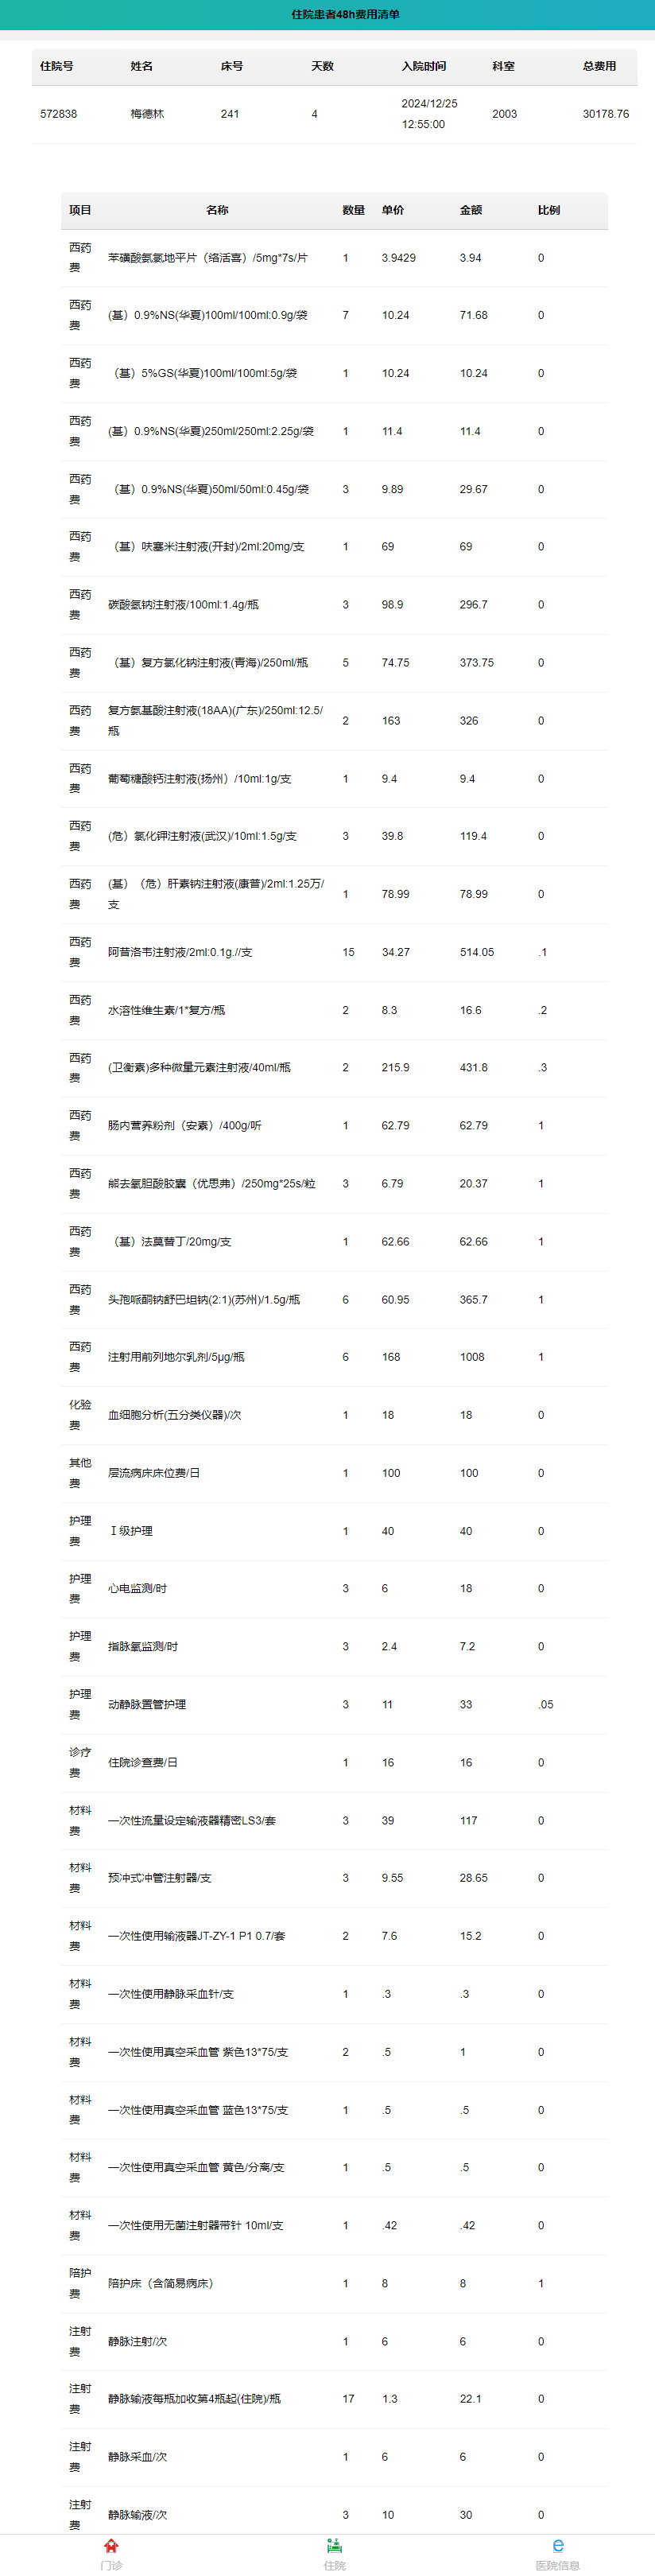 住院患者48h费用清单
住院号 姓名 床号 天数 入院时间 科室 总费用
572838 梅德林 241 4 2024/12/25 12:55:00 2003 30178.76
项目 名称 数量 单价 金额 比例
西药费 苯磺酸氨氯地平片（络活喜）/5mg*7s/片 1 3.9429 3.94 0
西药费 (基）0.9%NS(华夏)100ml/100ml:0.9g/袋 7 10.24 71.68 0
西药费 （基）5%GS(华夏)100ml/100ml:5g/袋 1 10.24 10.24 0
西药费 (基）0.9%NS(华夏)250ml/250ml:2.25g/袋 1 11.4 11.4 0
西药费 （基）0.9%NS(华夏)50ml/50ml:0.45g/袋 3 9.89 29.67 0
西药费 （基）呋塞米注射液(开封)/2ml:20mg/支 1 69 69 0
西药费 碳酸氢钠注射液/100ml:1.4g/瓶 3 98.9 296.7 0
西药费 （基）复方氯化钠注射液(青海)/250ml/瓶 5 74.75 373.75 0
西药费 复方氨基酸注射液(18AA)(广东)/250ml:12.5/瓶 2 163 326 0
西药费 葡萄糖酸钙注射液(扬州）/10ml:1g/支 1 9.4 9.4 0
西药费 (危）氯化钾注射液(武汉)/10ml:1.5g/支 3 39.8 119.4 0
西药费 (基）（危）肝素钠注射液(康普)/2ml:1.25万/支 1 78.99 78.99 0
西药费 阿昔洛韦注射液/2ml:0.1g.//支 15 34.27 514.05 .1
西药费 水溶性维生素/1*复方/瓶 2 8.3 16.6 .2
西药费 (卫衡素)多种微量元素注射液/40ml/瓶 2 215.9 431.8 .3
西药费 肠内营养粉剂（安素）/400g/听 1 62.79 62.79 1
西药费 熊去氧胆酸胶囊（优思弗）/250mg*25s/粒 3 6.79 20.37 1
西药费 （基）法莫替丁/20mg/支 1 62.66 62.66 1
西药费 头孢哌酮钠舒巴坦钠(2:1)(苏州)/1.5g/瓶 6 60.95 365.7 1
西药费 注射用前列地尔乳剂/5μg/瓶 6 168 1008 1
化验费 血细胞分析(五分类仪器)/次 1 18 18 0
其他费 层流病床床位费/日 1 100 100 0
护理费 Ⅰ级护理 1 40 40 0
护理费 心电监测/时 3 6 18 0
护理费 指脉氧监测/时 3 2.4 7.2 0
护理费 动静脉置管护理 3 11 33 .05
诊疗费 住院诊查费/日 1 16 16 0
材料费 一次性流量设定输液器精密LS3/套 3 39 117 0
材料费 预冲式冲管注射器/支 3 9.55 28.65 0
材料费 一次性使用输液器JT-ZY-1 P1 0.7/套 2 7.6 15.2 0
材料费 一次性使用静脉采血针/支 1 .3 .3 0
材料费 一次性使用真空采血管 紫色13*75/支 2 .5 1 0
材料费 一次性使用真空采血管 蓝色13*75/支 1 .5 .5 0
材料费 一次性使用真空采血管 黄色/分离/支 1 .5 .5 0
材料费 一次性使用无菌注射器带针 10ml/支 1 .42 .42 0
陪护费 陪护床（含简易病床） 1 8 8 1
注射费 静脉注射/次 1 6 6 0
注射费 静脉输液每瓶加收第4瓶起(住院)/瓶 17 1.3 22.1 0
注射费 静脉采血/次 1 6 6 0
注射费 静脉输液/次 3 10 30 0
门诊 住院 医院信息